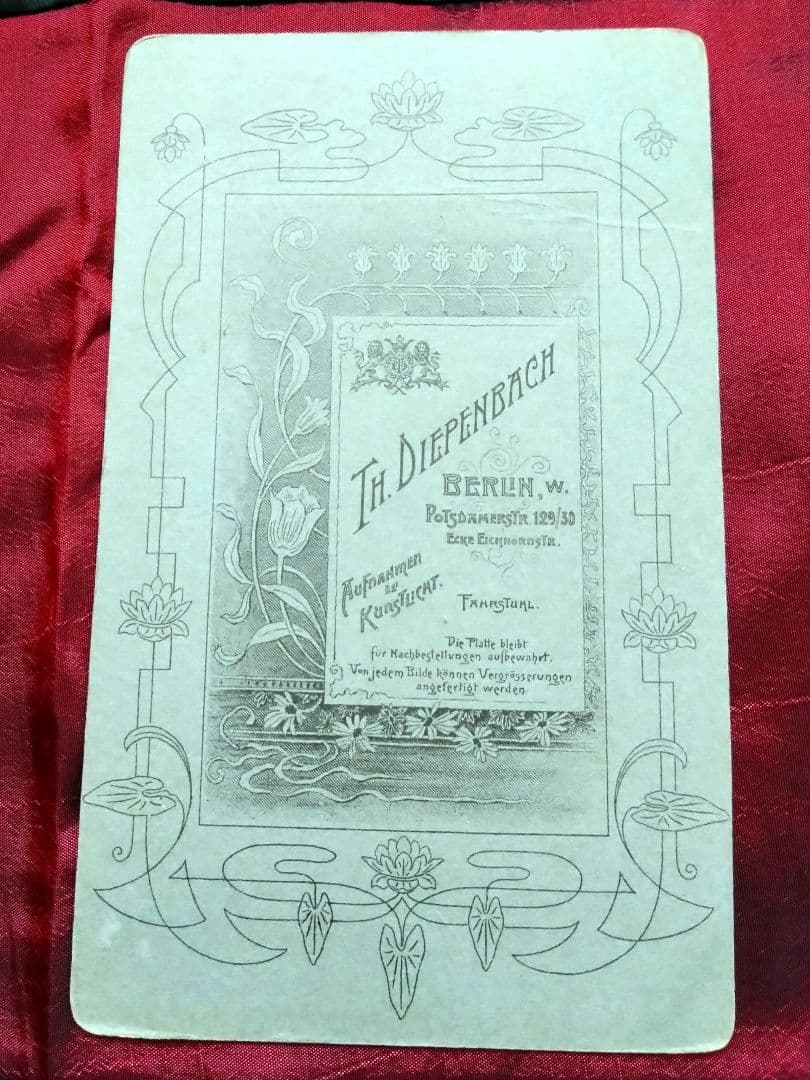 TH. DIEPENBACH
BERLIN, W.
POTSDAMERSTR. 129/30
ECKE EICHHORNSTR.
AUFNAHMEN
BEI
KUNSTLICHT.
FAHRSTUHL.
Die Platte bleibt
für Nachbestellungen aufbewahrt.
Von jedem Bilde können Vergrösserungen
angefertigt werden